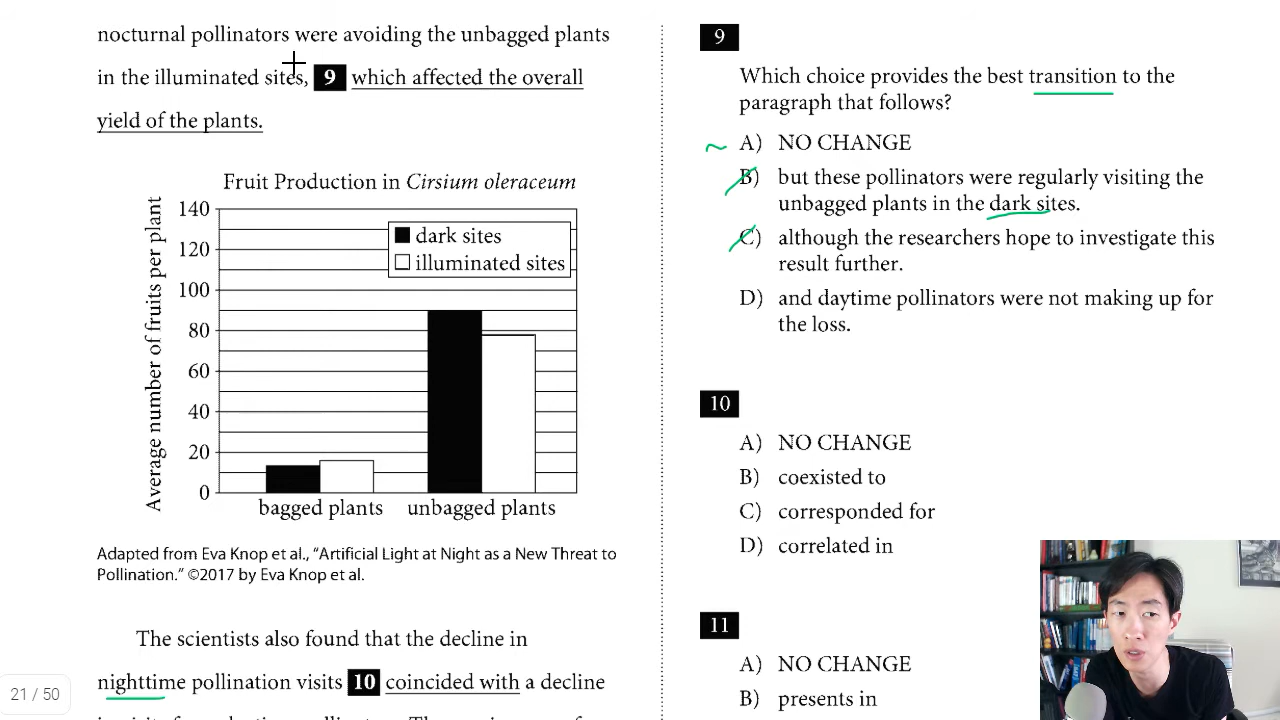 nocturnal pollinators were avoiding the unbagged plants
in the illuminated sites, 9 which affected the overall
yield of the plants.
Fruit Production in Cirsium oleraceum
Average number of fruits per plant
140
120
100
80
60
40
20
0
dark sites
illuminated sites
bagged plants unbagged plants
Adapted from Eva Knop et al., “Artificial Light at Night as a New Threat to
Pollination.” ©2017 by Eva Knop et al.
The scientists also found that the decline in
nighttime pollination visits 10 coincided with a decline
21 / 50
9
Which choice provides the best transition to the
paragraph that follows?
A) NO CHANGE
B) but these pollinators were regularly visiting the
unbagged plants in the dark sites.
C) although the researchers hope to investigate this
result further.
D) and daytime pollinators were not making up for
the loss.
10
A) NO CHANGE
B) coexisted to
C) corresponded for
D) correlated in
11
A) NO CHANGE
B) presents in